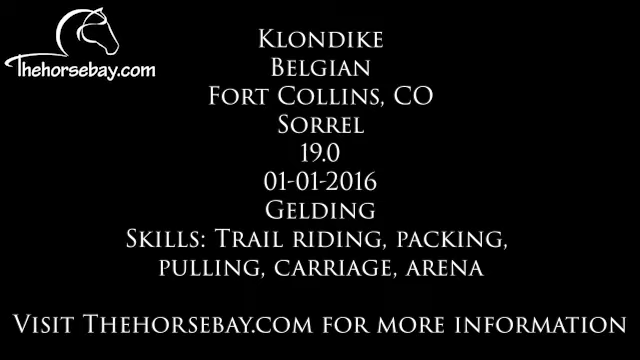 Thehorsebay.com
Klondike
Belgian
Fort Collins, CO
Sorrel
19.0
01-01-2016
Gelding
Skills: Trail riding, packing,
pulling, carriage, arena
Visit Thehorsebay.com for more information